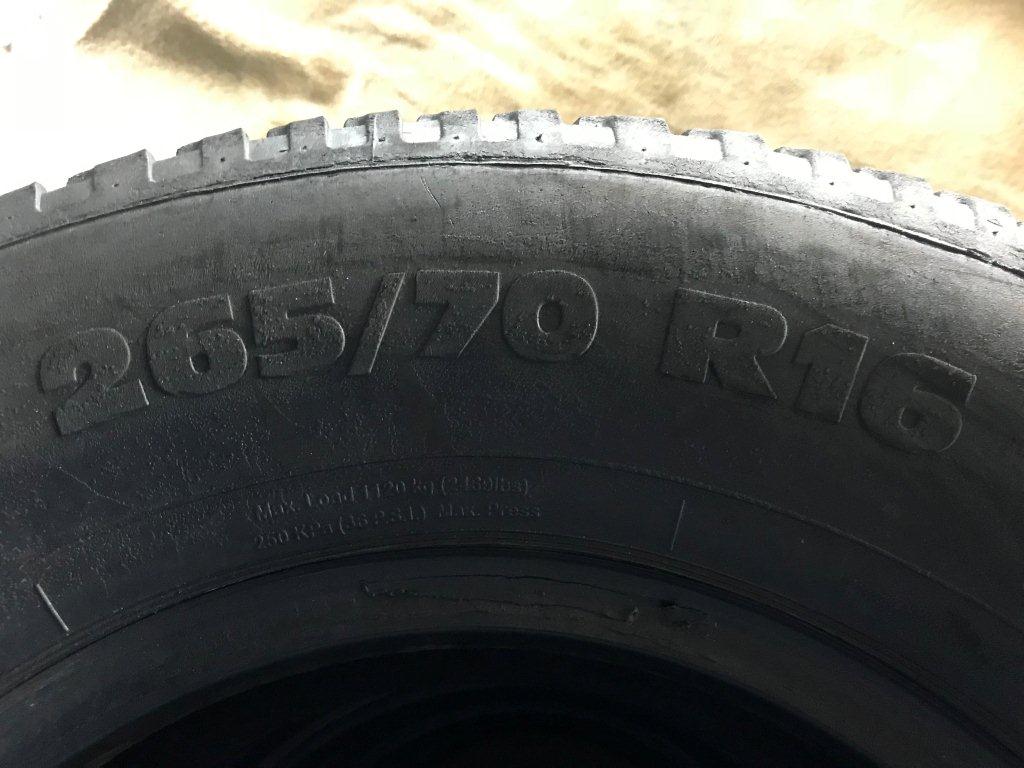 265/70 R16
Max. Load 1120 kg (2469lbs)
250 KPa (36 P.S.I.) Max. Press